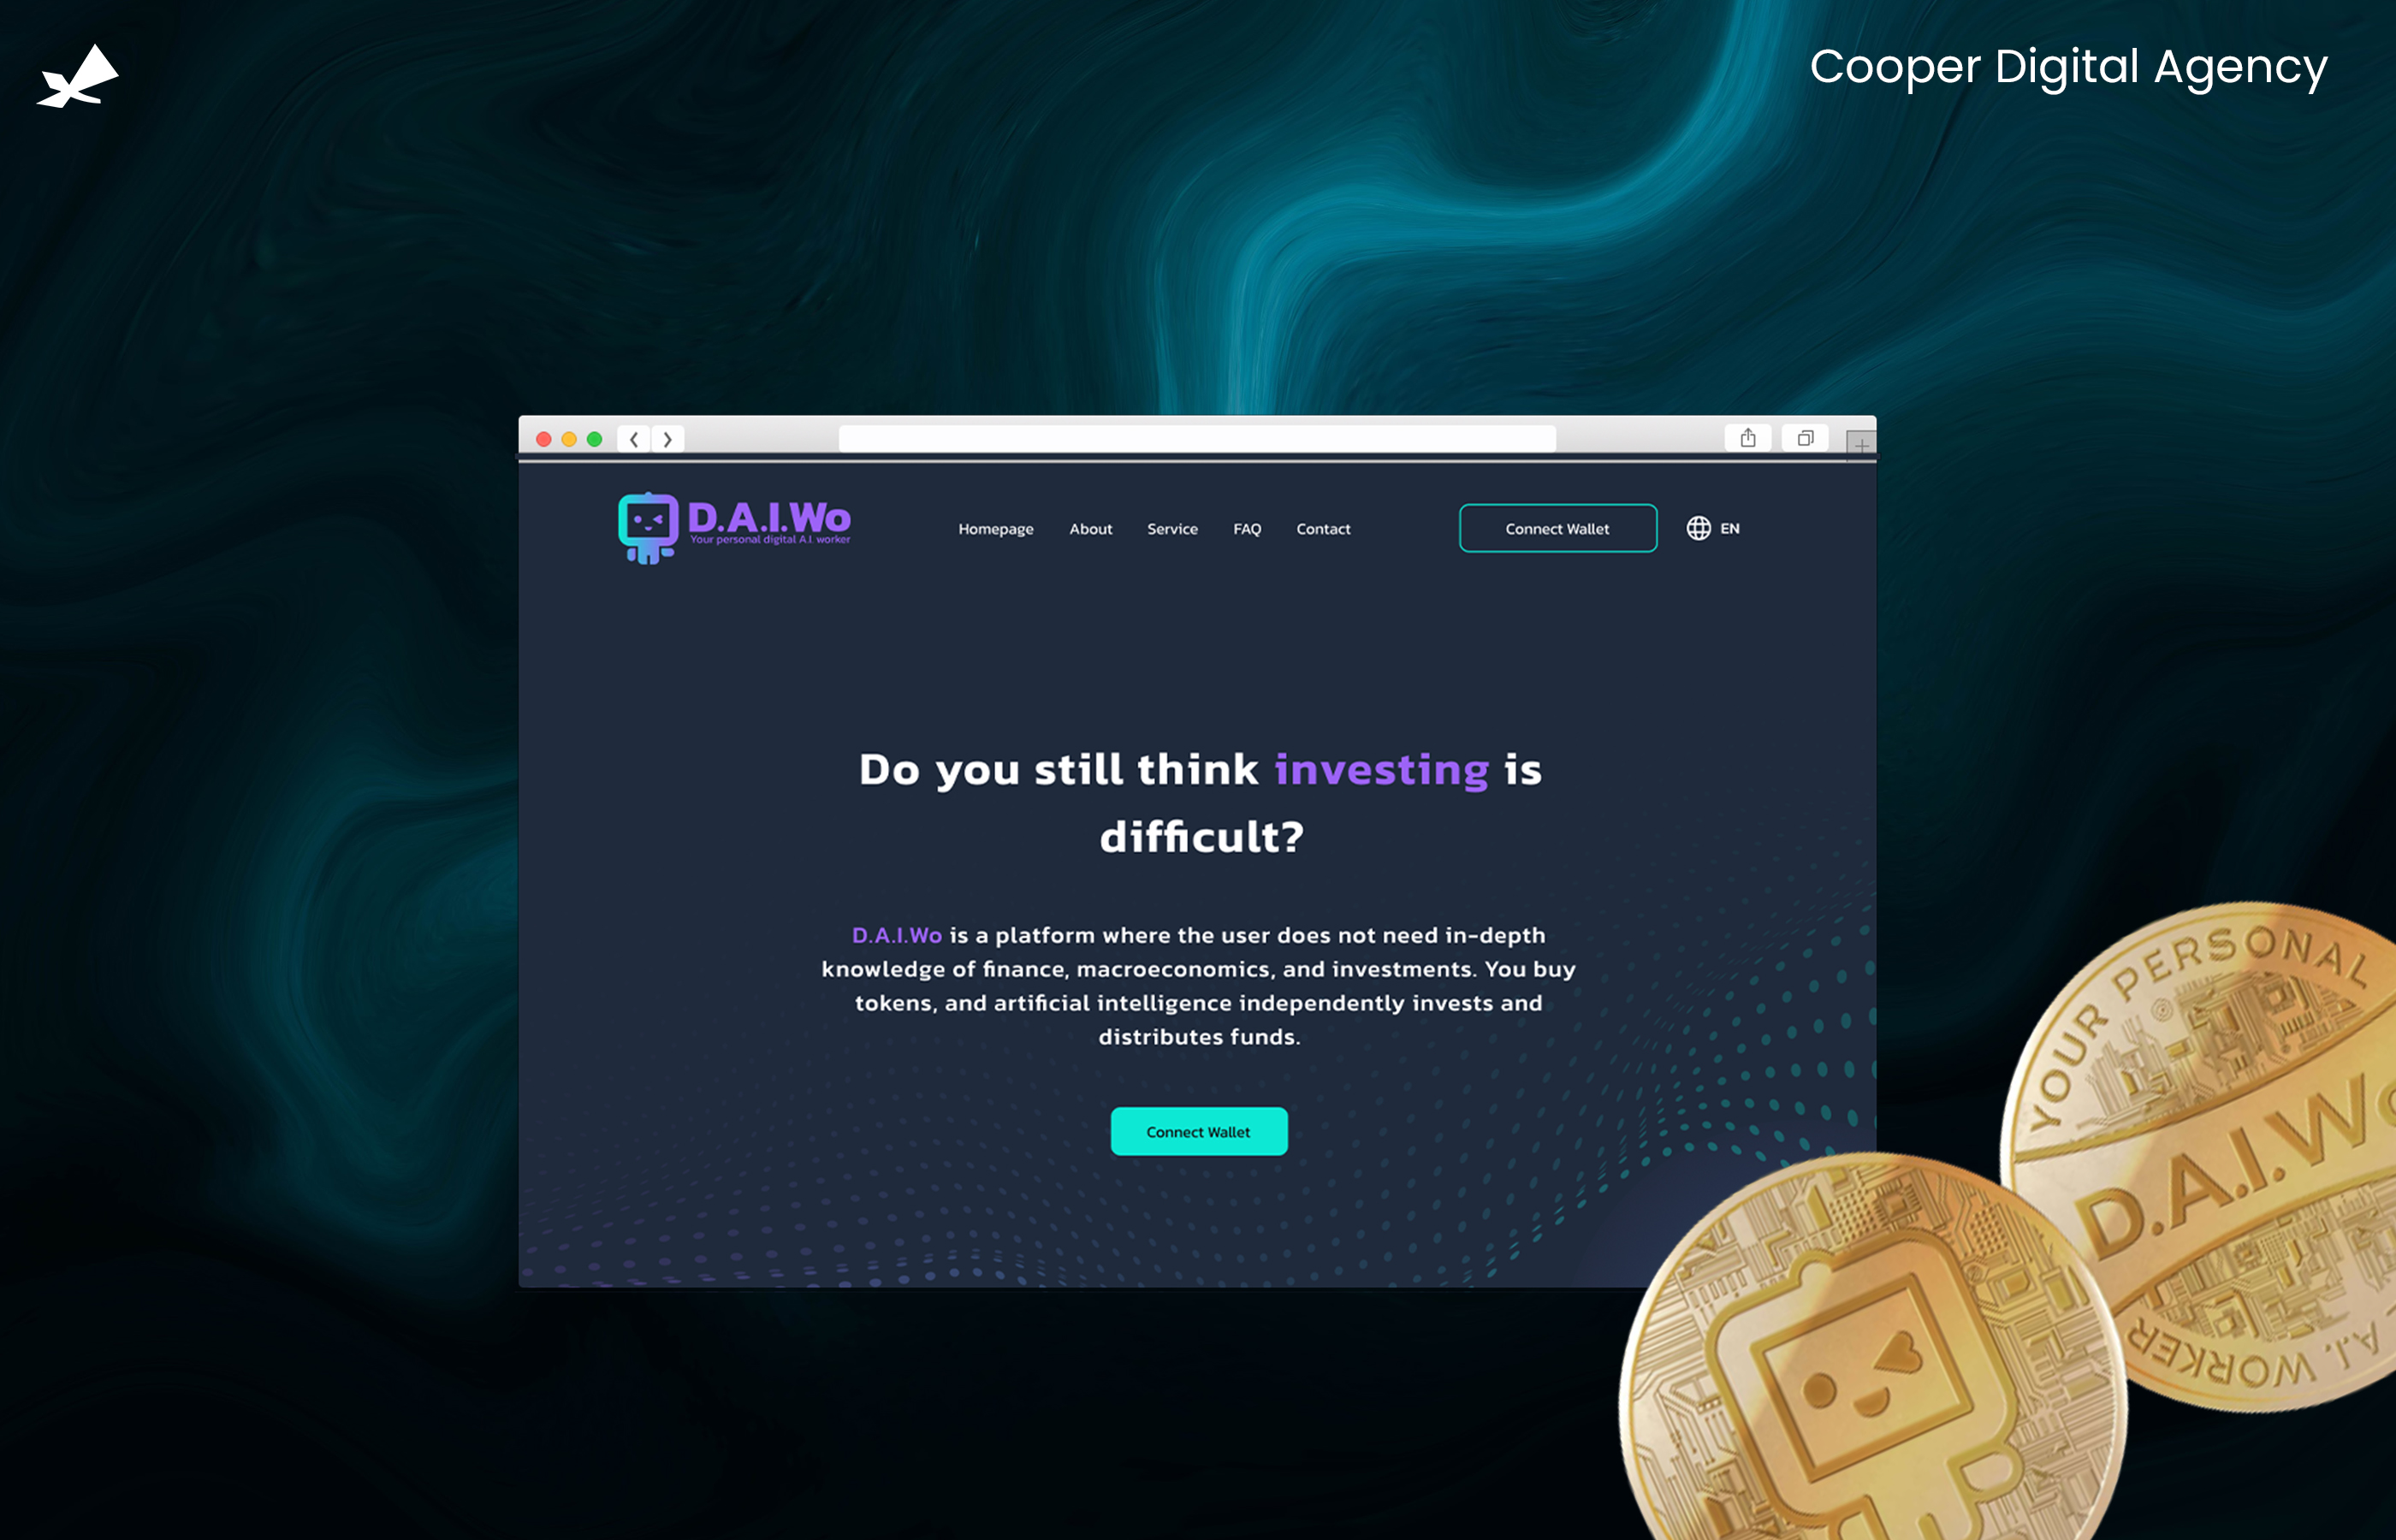 Cooper Digital Agency
D.A.I.Wo
Your personal digital A.I. worker
Homepage
About
Service
FAQ
Contact
Connect Wallet
EN
Do you still think investing is
difficult?
D.A.I.Wo is a platform where the user does not need in-depth
knowledge of finance, macroeconomics, and investments. You buy
tokens, and artificial intelligence independently invests and
distributes funds.
Connect Wallet
YOUR PERSONAL
D.A.I.Wo
A.I. WORKER